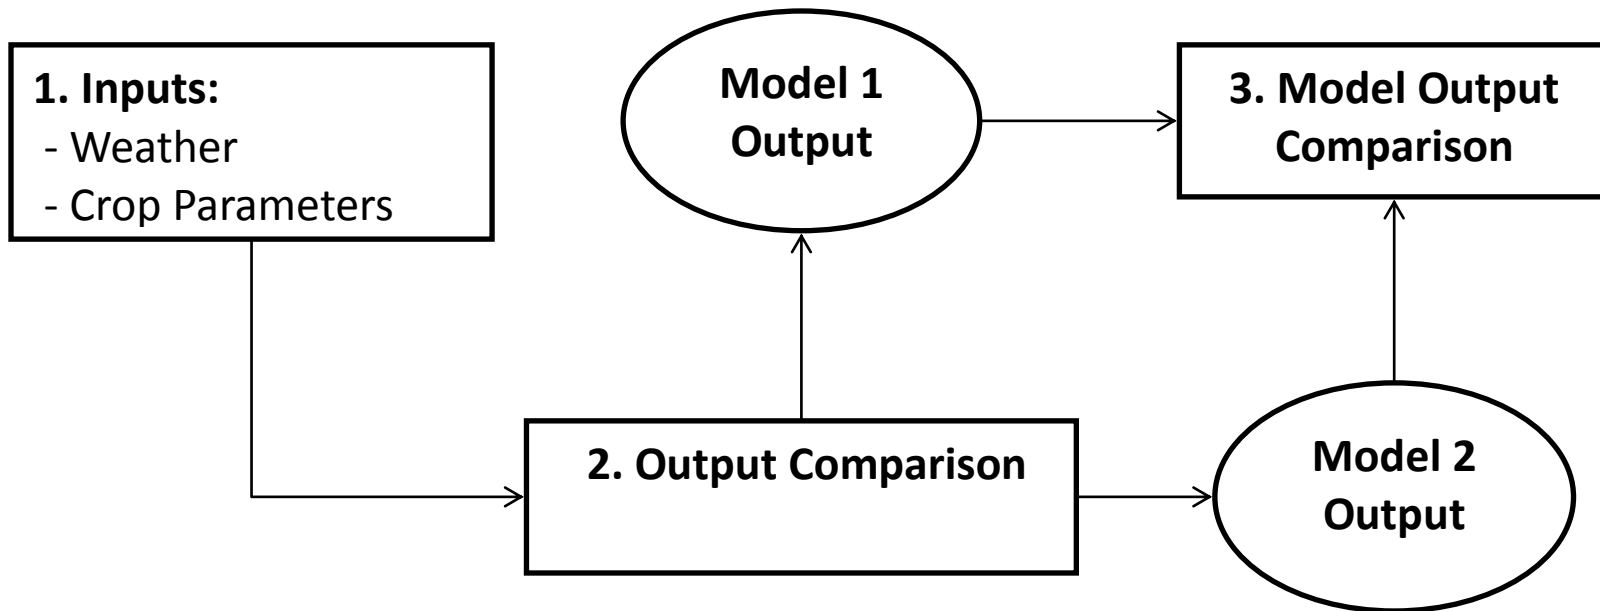 1. Inputs:
- Weather
- Crop Parameters
Model 1
Output
3. Model Output
Comparison
2. Output Comparison
Model 2
Output